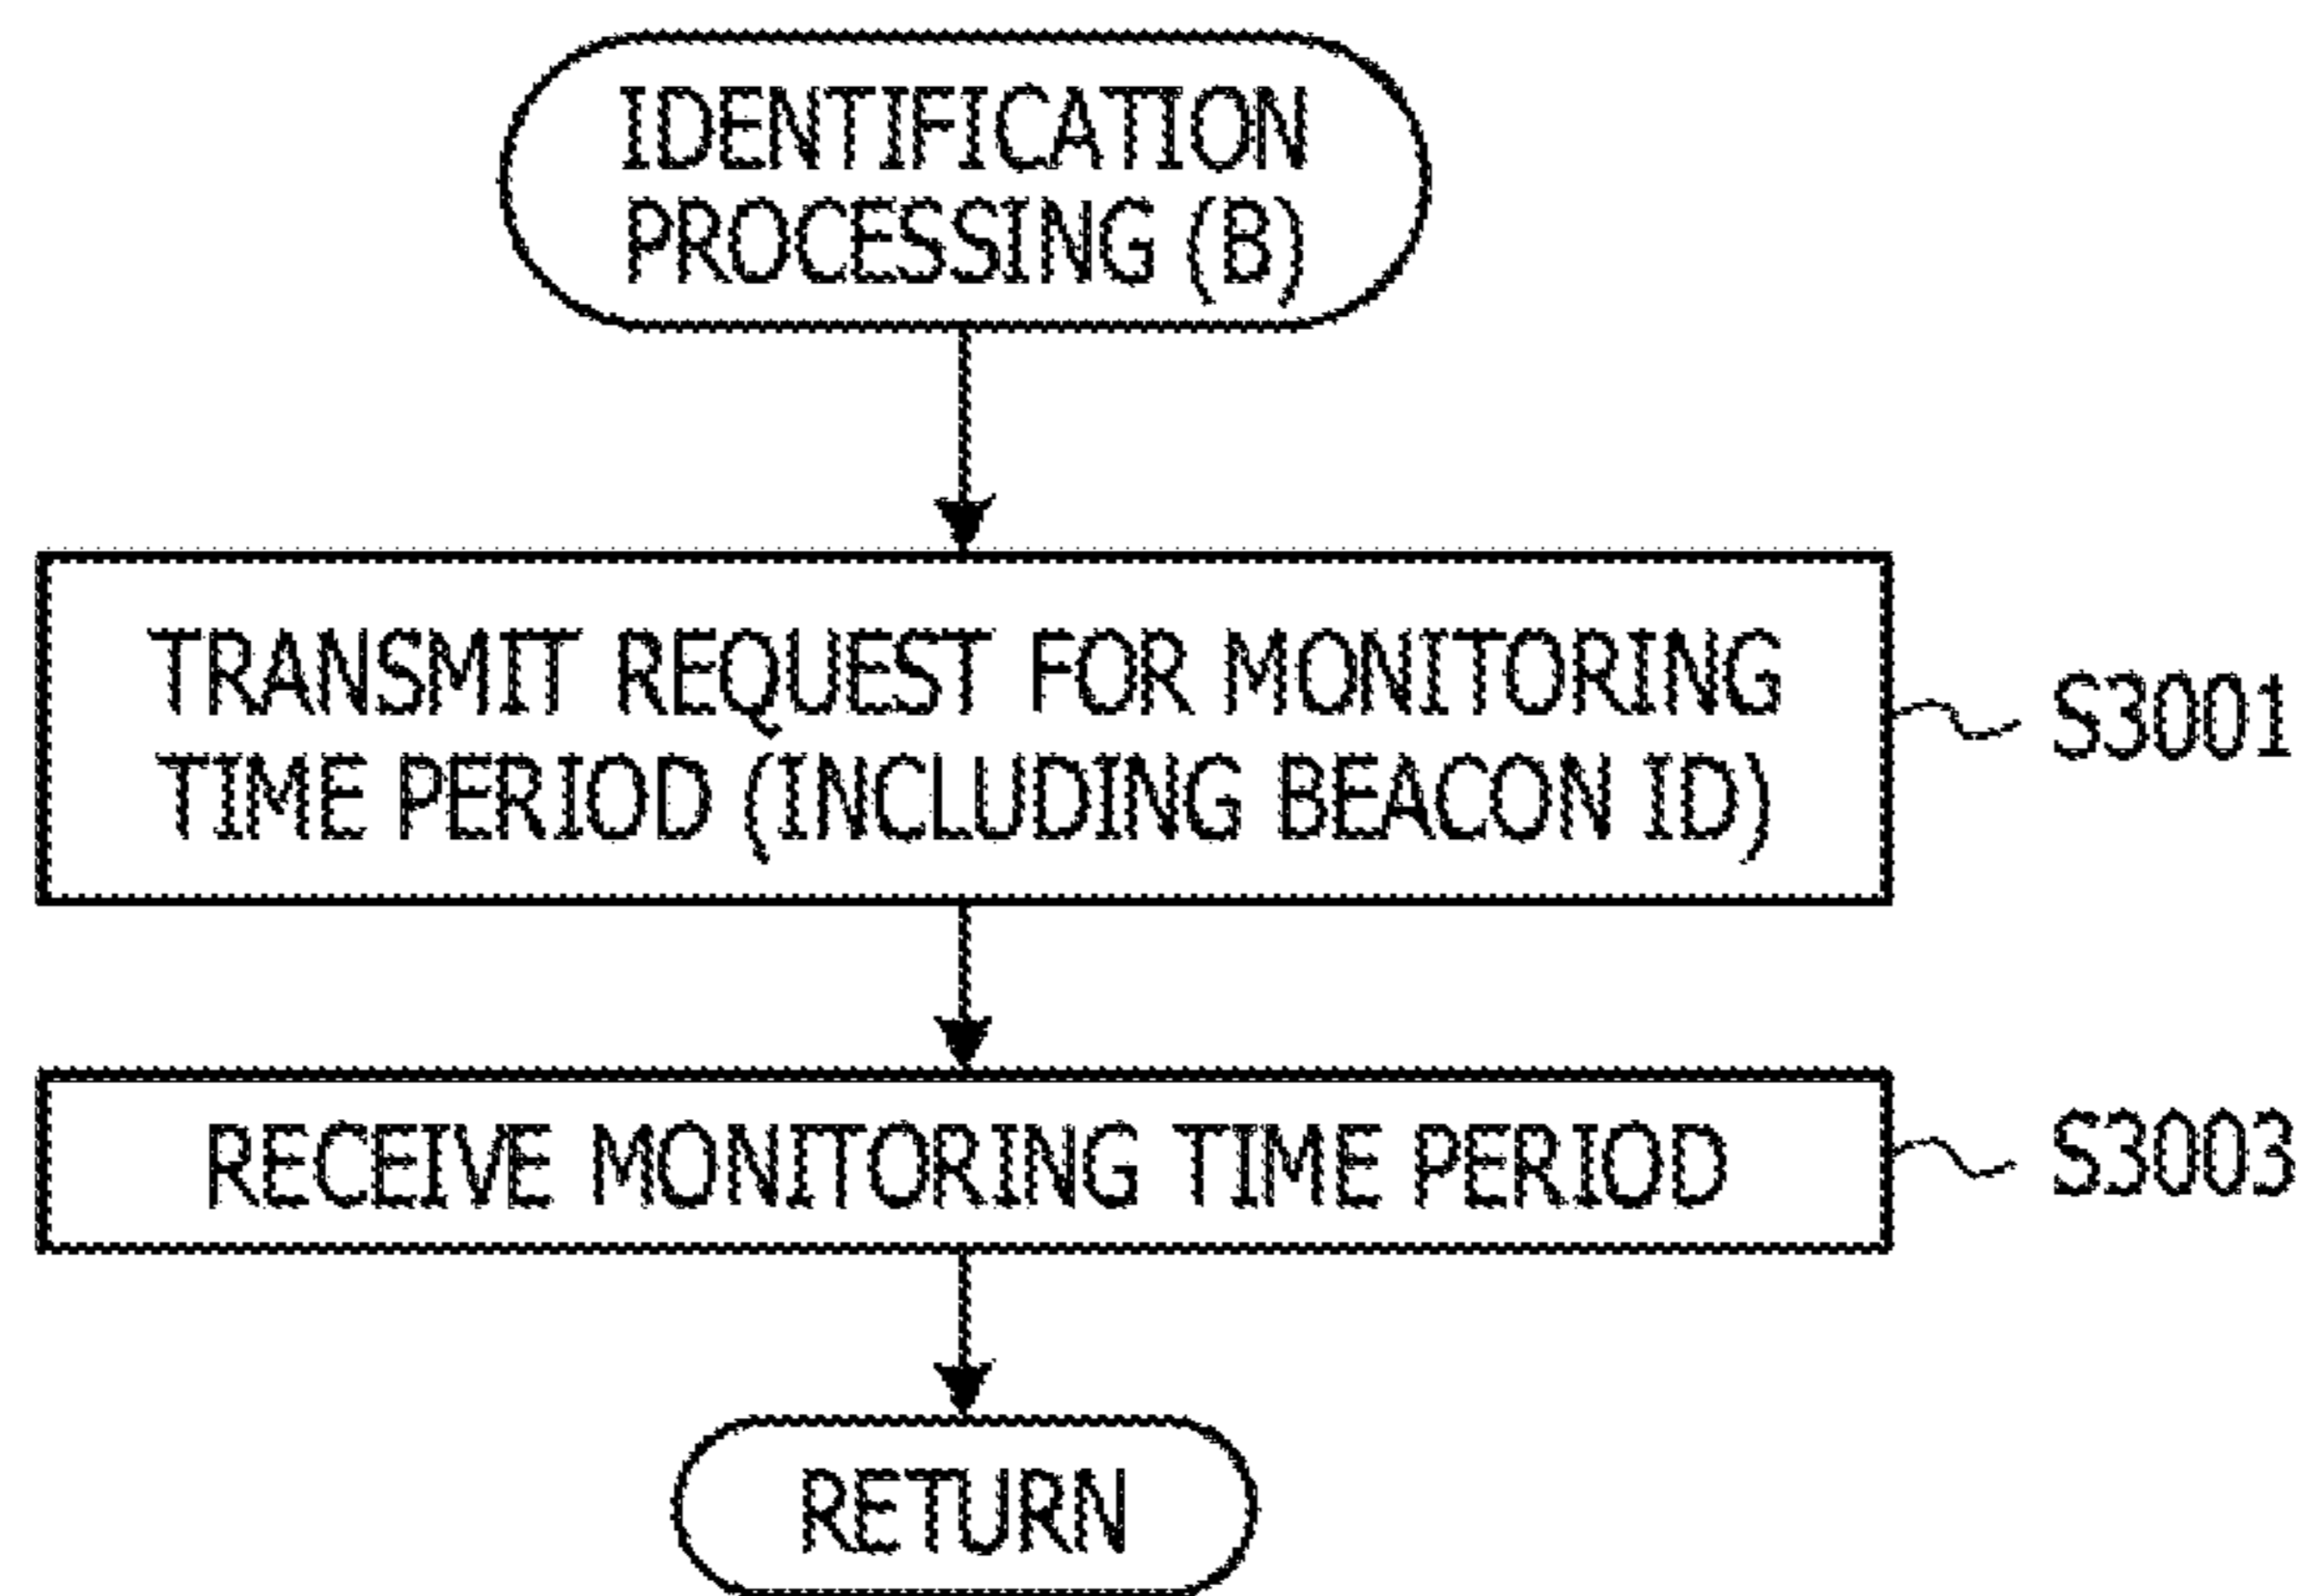 IDENTIFICATION
PROCESSING (B)
TRANSMIT REQUEST FOR MONITORING
TIME PERIOD (INCLUDING BEACON ID)
S3001
RECEIVE MONITORING TIME PERIOD
S3003
RETURN